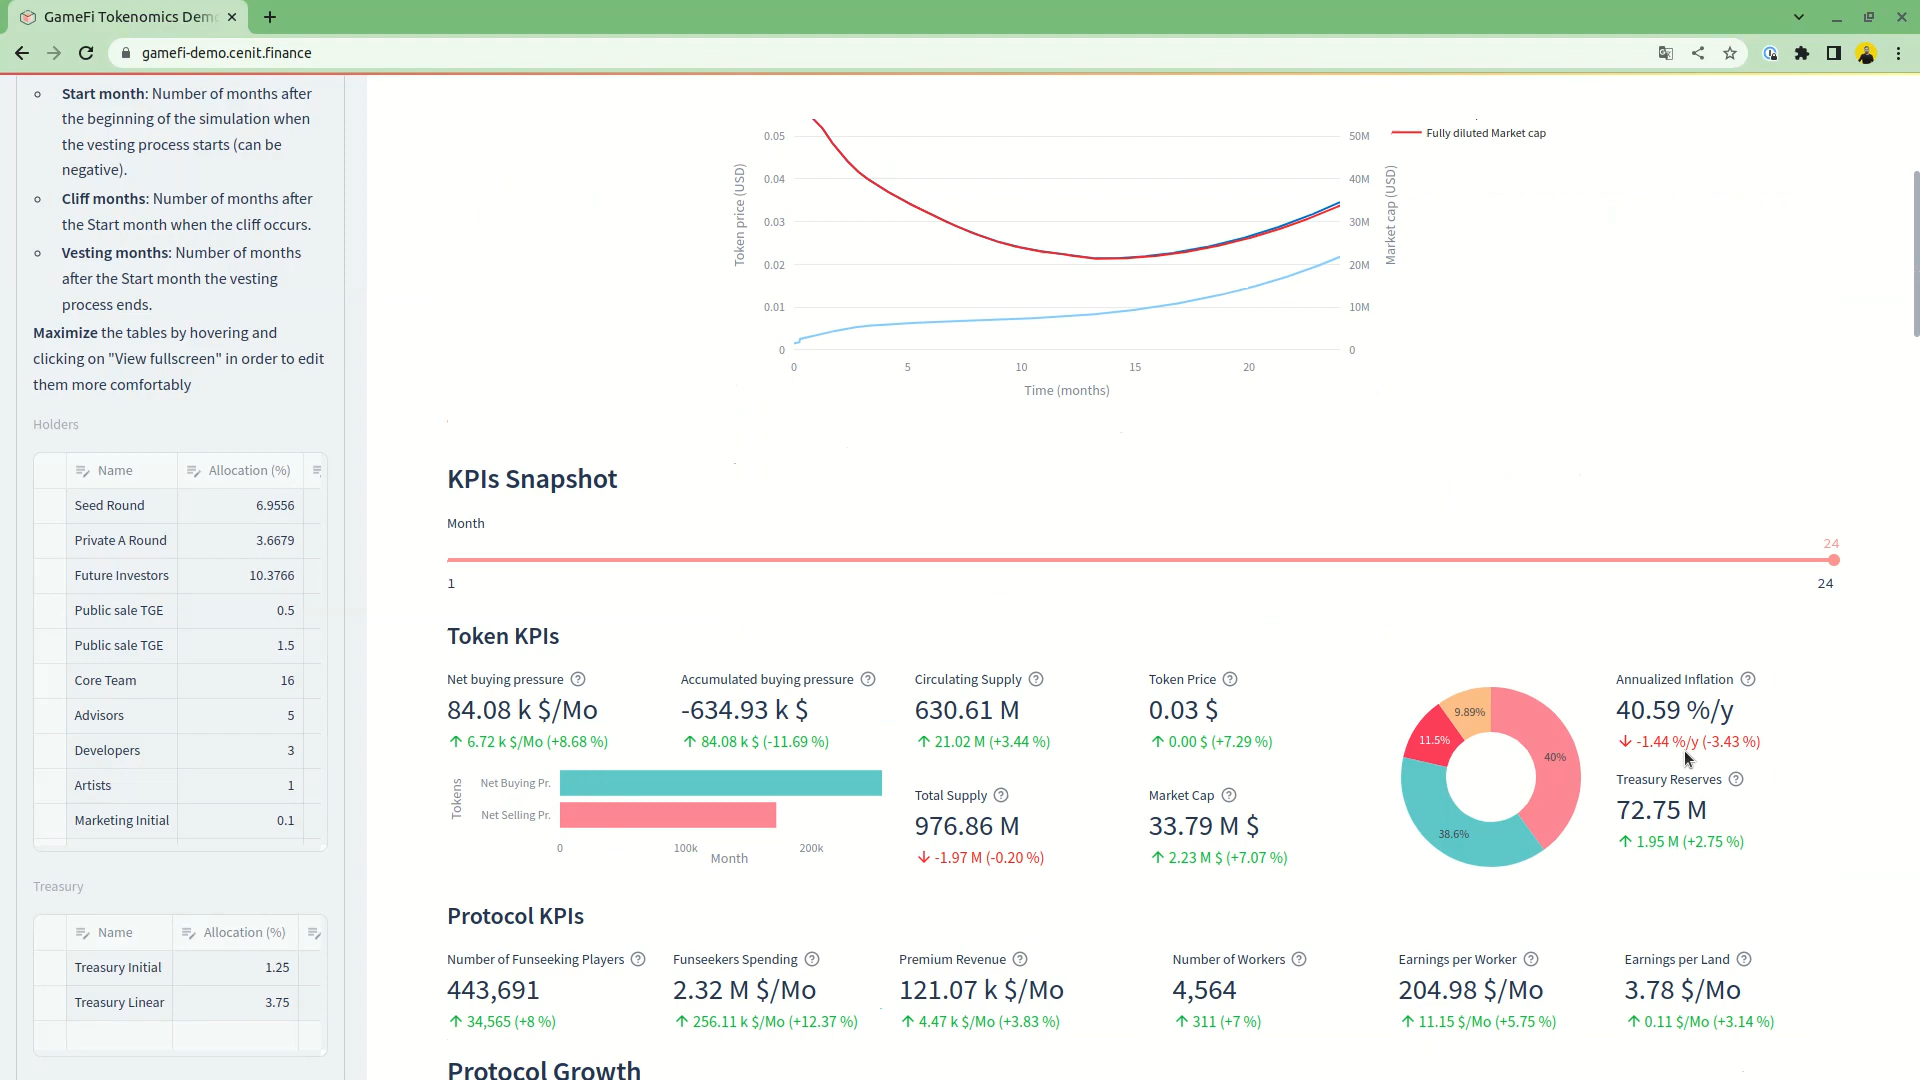 GameFi Tokenomics Dem
gamefi-demo.cenit.finance
Start month: Number of months after
the beginning of the simulation when
the vesting process starts (can be
negative).
Cliff months: Number of months after
the Start month when the cliff occurs.
Vesting months: Number of months
after the Start month the vesting
process ends.
Maximize the tables by hovering and
clicking on "View fullscreen" in order to edit
them more comfortably
Holders
Name Allocation (%)
Seed Round 6.9556
Private A Round 3.6679
Future Investors 10.3766
Public sale TGE 0.5
Public sale TGE 1.5
Core Team 16
Advisors 5
Developers 3
Artists 1
Marketing Initial 0.1
Treasury
Name Allocation (%)
Treasury Initial 1.25
Treasury Linear 3.75
Token price (USD)
0.05
0.04
0.03
0.02
0.01
0
50M
40M
30M
20M
10M
0
Market cap (USD)
Fully diluted Market cap
0 5 10 15 20
Time (months)
KPIs Snapshot
Month
24
1 24
Token KPIs
Net buying pressure
84.08 k $/Mo
↑ 6.72 k $/Mo (+8.68 %)
Accumulated buying pressure
-634.93 k $
↑ 84.08 k $ (-11.69 %)
Circulating Supply
630.61 M
↑ 21.02 M (+3.44 %)
Token Price
0.03 $
↑ 0.00 $ (+7.29 %)
Tokens
Net Buying Pr.
Net Selling Pr.
0 100k 200k
Month
Total Supply
976.86 M
↓ -1.97 M (-0.20 %)
Market Cap
33.79 M $
↑ 2.23 M $ (+7.07 %)
9.89%
11.5%
40%
38.6%
Annualized Inflation
40.59 %/y
↓ -1.44 %/y (-3.43 %)
Treasury Reserves
72.75 M
↑ 1.95 M (+2.75 %)
Protocol KPIs
Number of Funseeking Players
443,691
↑ 34,565 (+8 %)
Funseekers Spending
2.32 M $/Mo
↑ 256.11 k $/Mo (+12.37 %)
Premium Revenue
121.07 k $/Mo
↑ 4.47 k $/Mo (+3.83 %)
Number of Workers
4,564
↑ 311 (+7 %)
Earnings per Worker
204.98 $/Mo
↑ 11.15 $/Mo (+5.75 %)
Earnings per Land
3.78 $/Mo
↑ 0.11 $/Mo (+3.14 %)
Protocol Growth